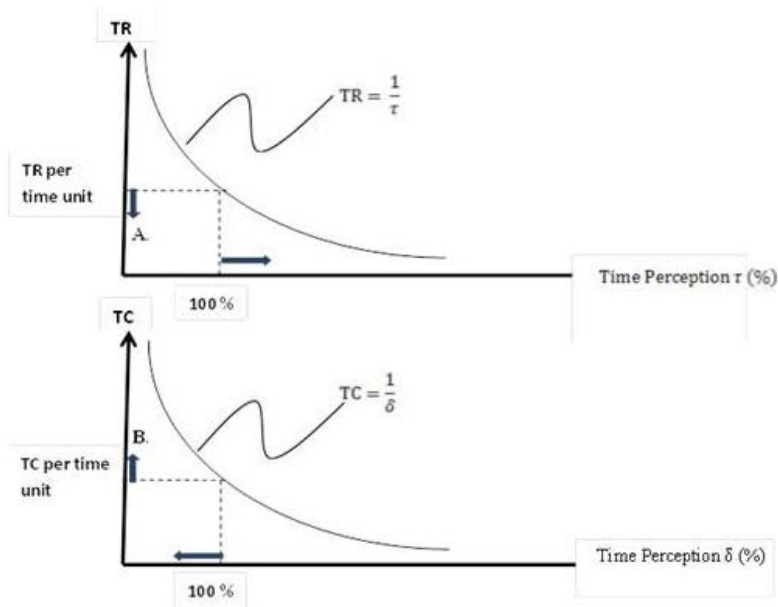 TR
TR = 1/τ
TR per
time unit
A.
Time Perception τ (%)
100 %
TC
TC = 1/δ
B.
TC per time
unit
Time Perception δ (%)
100 %